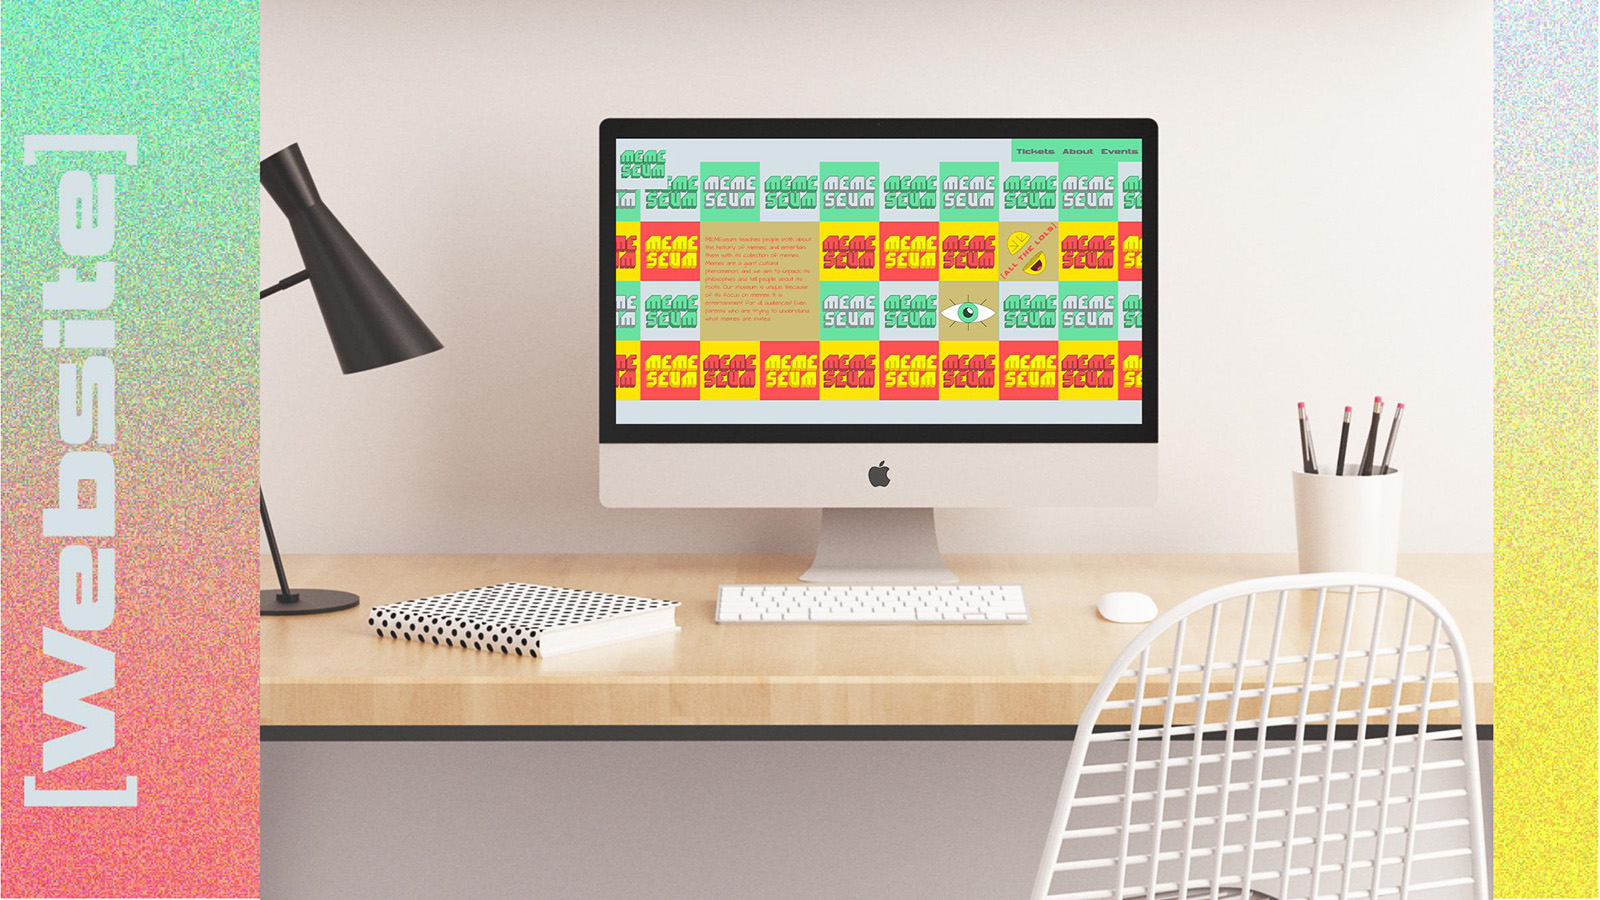 [Website]
MEME
SEUM
Tickets About Events
MEME MEME MEME MEME MEME MEME MEME
SEUM SEUM SEUM SEUM SEUM SEUM SEUM SEUM
MEME MEME MEME MEME MEME
SEUM SEUM SEUM SEUM SEUM
MEMEseum teaches people both about
the history of memes and entertain
them with its collection of memes.
Memes are a giant cultural
phenomenon, and we aim to unpack its
philosophies and tell people about its
roots. Our museum is unique because
of its focus on memes. It is
entertainment for all audiences! Even
parents who are trying to understand
what memes are invited.
[ALL THE LOLS]
MEME MEME MEME MEME MEME
SEUM SEUM SEUM SEUM SEUM
MEME MEME MEME MEME MEME MEME MEME MEME
SEUM SEUM SEUM SEUM SEUM SEUM SEUM SEUM